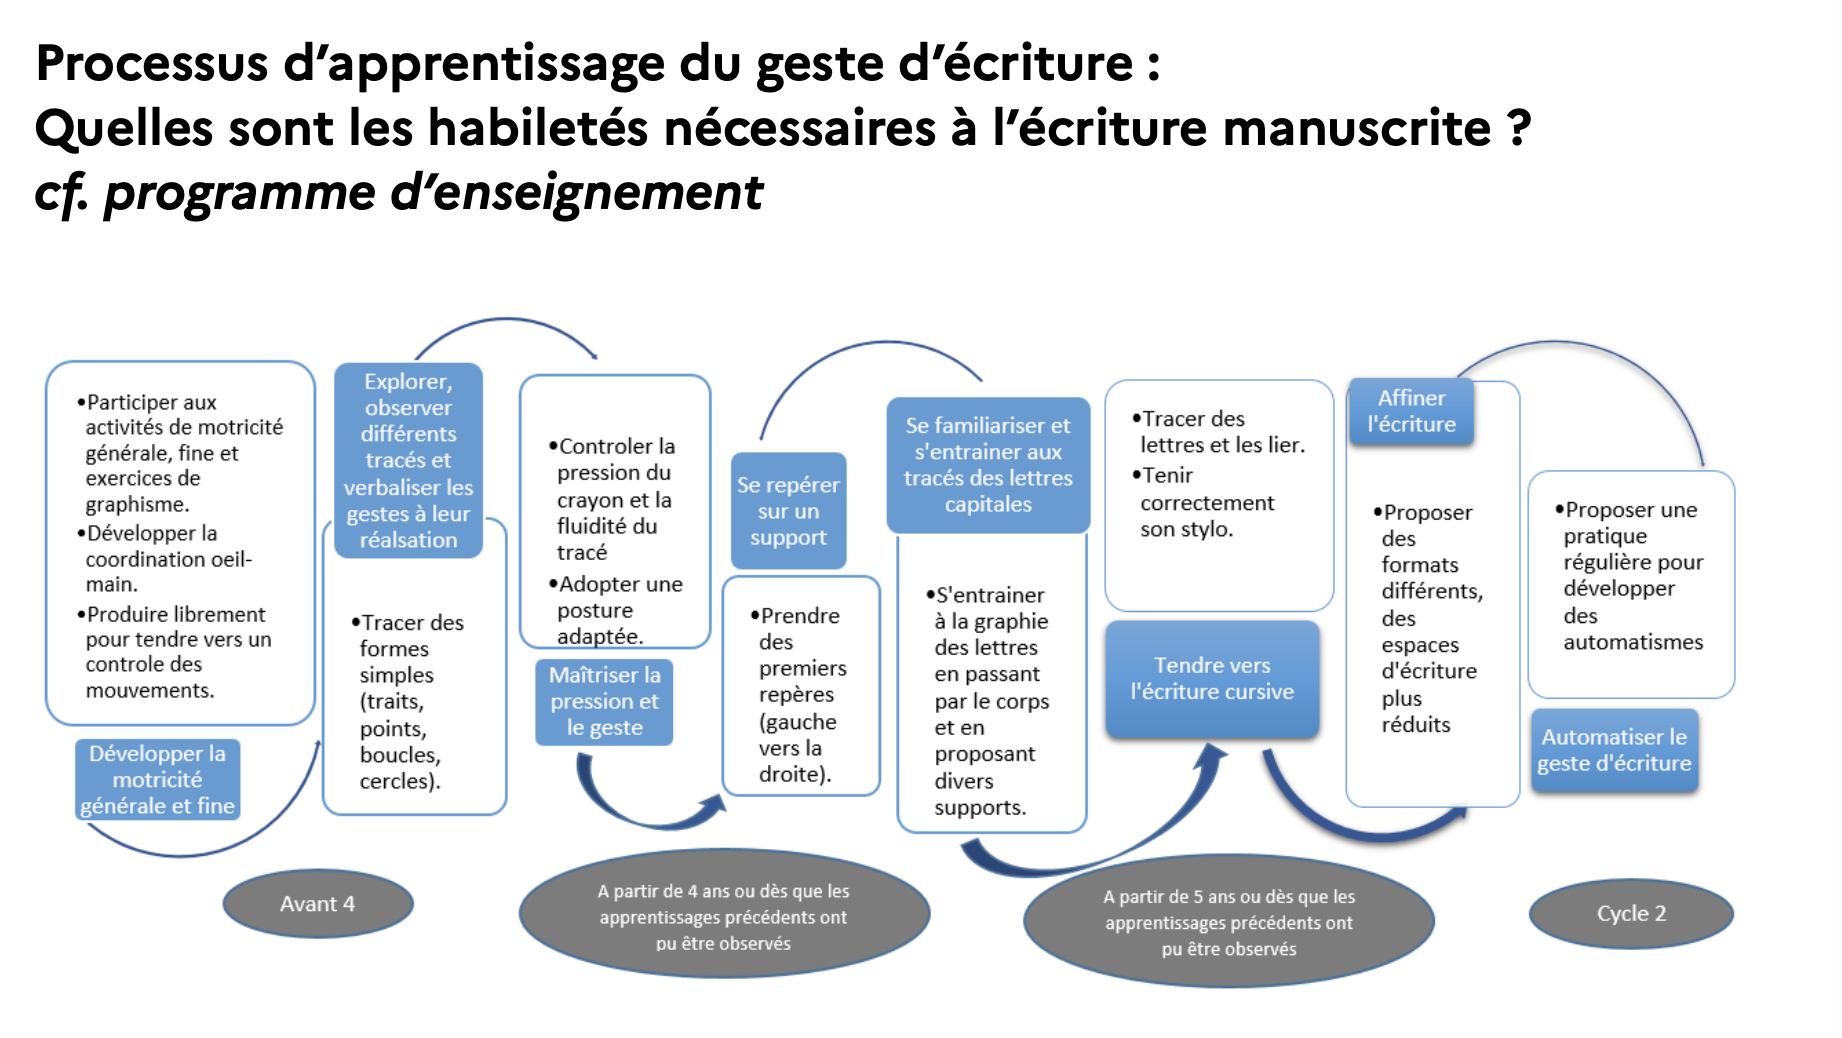 Processus d’apprentissage du geste d’écriture :
Quelles sont les habiletés nécessaires à l’écriture manuscrite ?
cf. programme d’enseignement
•Participer aux
activités de motricité
générale, fine et
exercices de
graphisme.
•Développer la
coordination oeil-
main.
•Produire librement
pour tendre vers un
controle des
mouvements.
Développer la
motricité
générale et fine
Explorer,
observer
différents
tracés et
verbaliser les
gestes à leur
réalsation
•Tracer des
formes
simples
(traits,
points,
boucles,
cercles).
•Controler la
pression du
crayon et la
fluidité du
tracé
•Adopter une
posture
adaptée.
Maîtriser la
pression et
le geste
Se repérer
sur un
support
•Prendre
des
premiers
repères
(gauche
vers la
droite).
Se familiariser et
s'entrainer aux
tracés des lettres
capitales
•S'entrainer
à la graphie
des lettres
en passant
par le corps
et en
proposant
divers
supports.
•Tracer des
lettres et les lier.
•Tenir
correctement
son stylo.
Tendre vers
l'écriture cursive
Affiner
l'écriture
•Proposer
des
formats
différents,
des
espaces
d'écriture
plus
réduits
•Proposer une
pratique
régulière pour
développer
des
automatismes
Automatiser le
geste d'écriture
Avant 4
A partir de 4 ans ou dès que les
apprentissages précédents ont
pu être observés
A partir de 5 ans ou dès que les
apprentissages précédents ont
pu être observés
Cycle 2